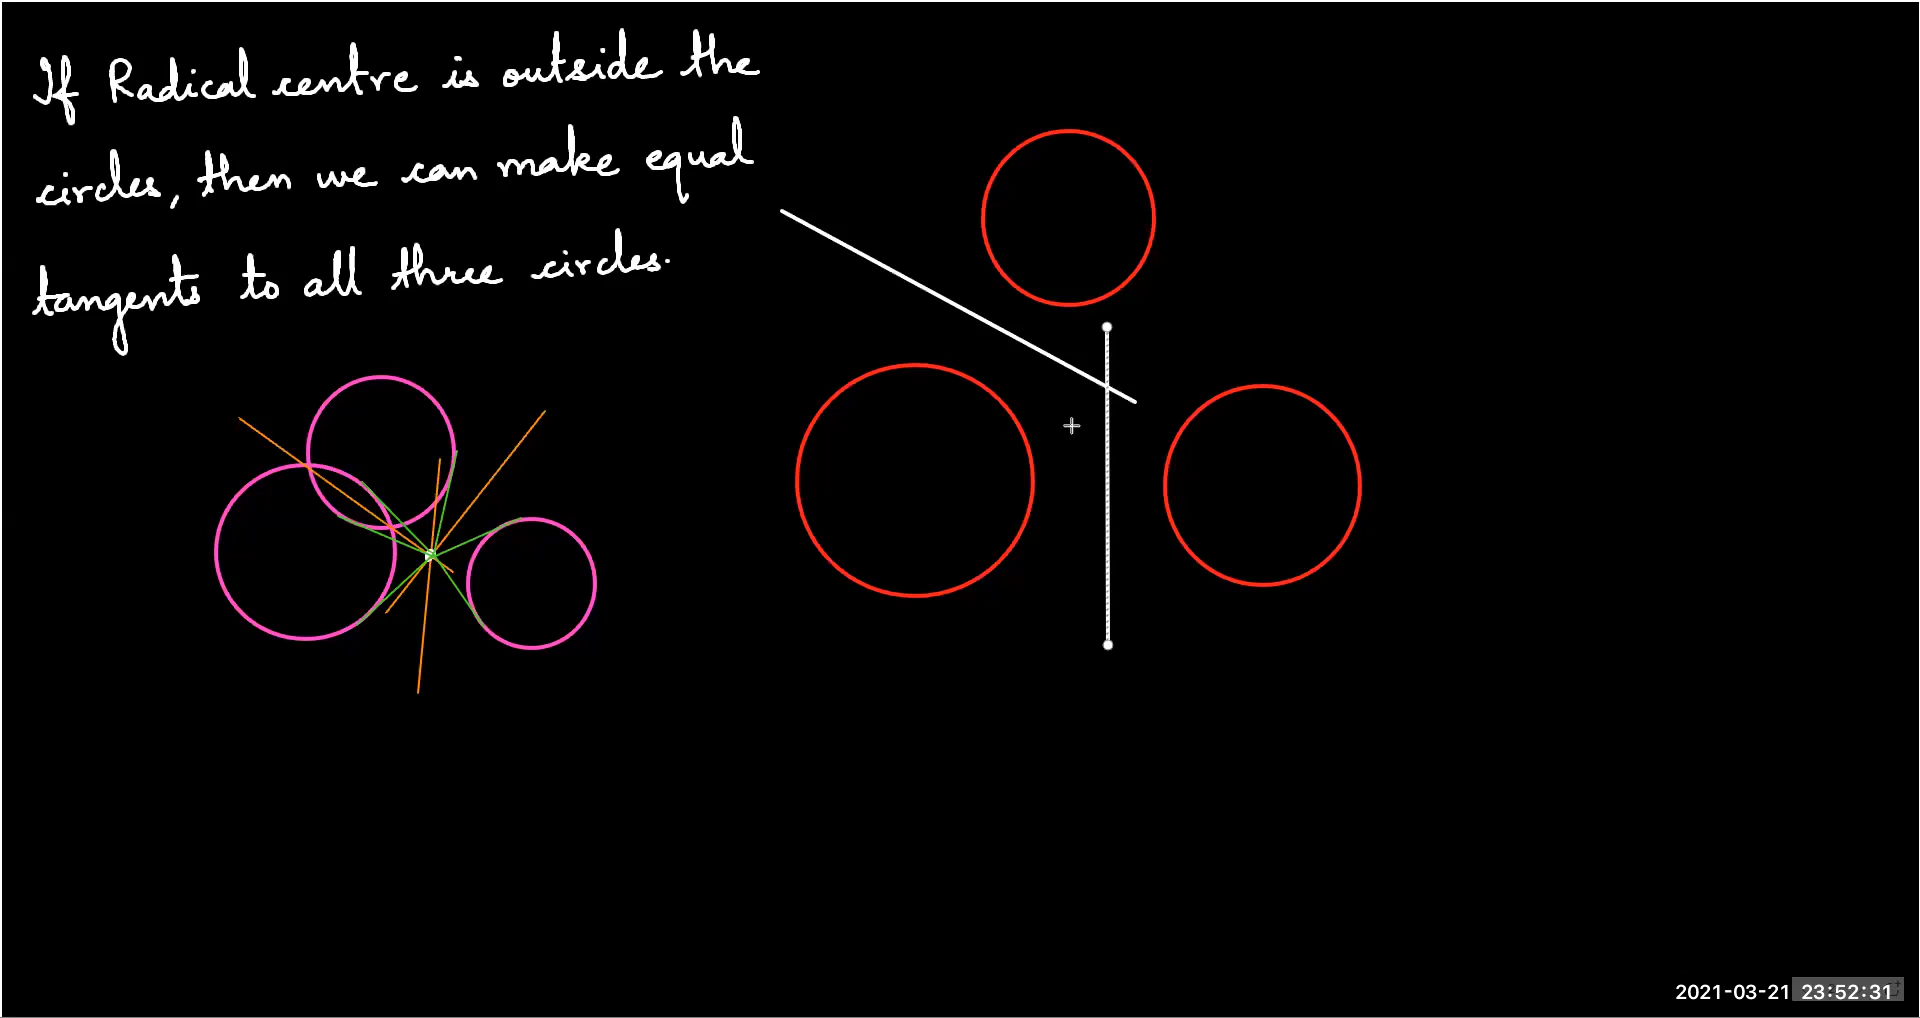 If Radical centre is outside the
circles, then we can make equal
tangents to all three circles.
2021-03-21 23:52:31